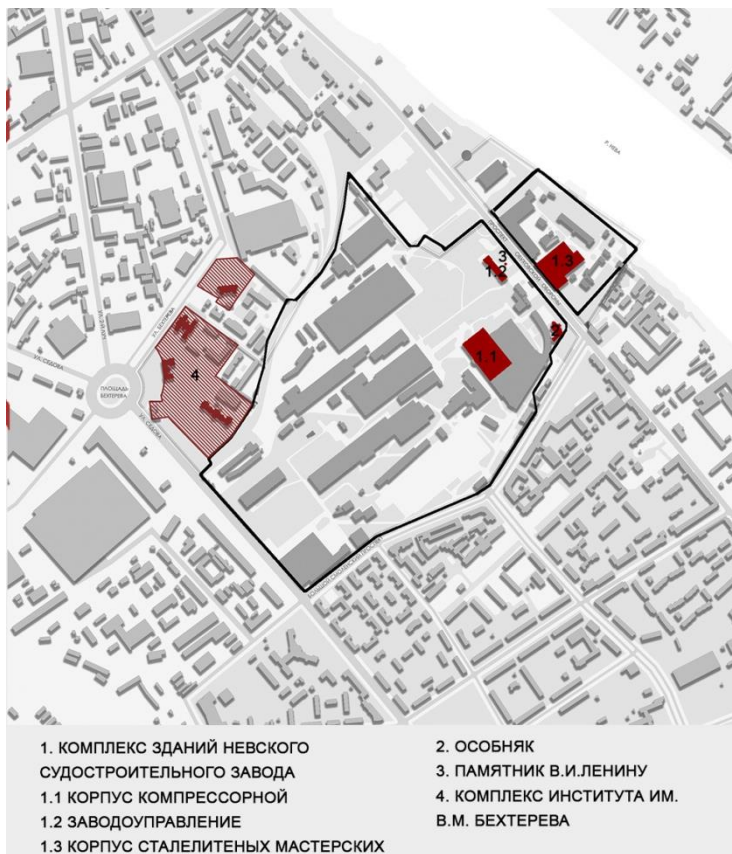 Р. НЕВА
3.
1.2
1.3
2
1.1
4
УЛ. БЕХТЕРЕВА
УЛ. СЕДОВА
ПЛОЩАДЬ
БЕХТЕРЕВА
УЛ. СЕДОВА
1. КОМПЛЕКС ЗДАНИЙ НЕВСКОГО
СУДОСТРОИТЕЛЬНОГО ЗАВОДА
1.1 КОРПУС КОМПРЕССОРНОЙ
1.2 ЗАВОДОУПРАВЛЕНИЕ
1.3 КОРПУС СТАЛЕЛИТЕНЫХ МАСТЕРСКИХ
2. ОСОБНЯК
3. ПАМЯТНИК В.И.ЛЕНИНУ
4. КОМПЛЕКС ИНСТИТУТА ИМ.
В.М. БЕХТЕРЕВА